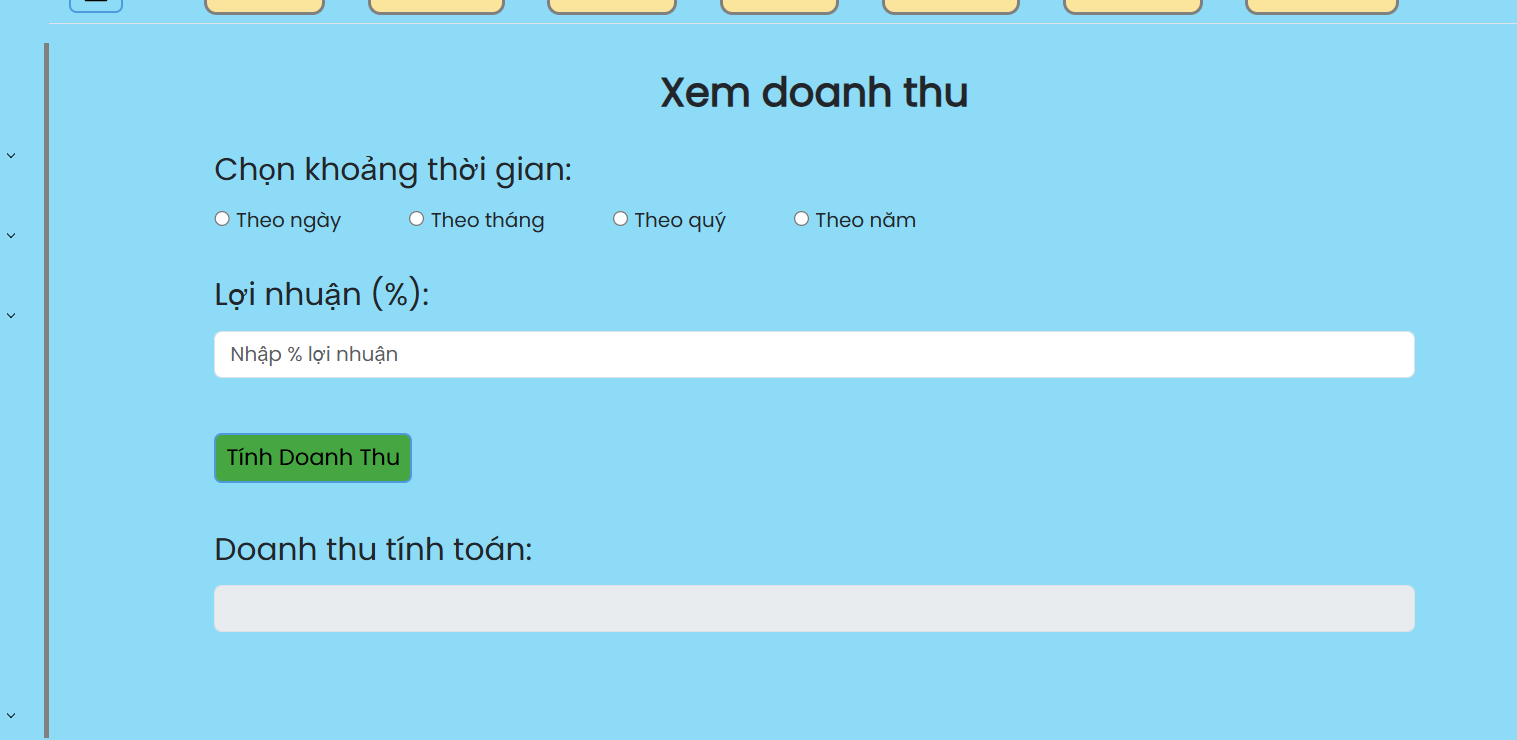 Xem doanh thu
Chọn khoảng thời gian:
Theo ngày Theo tháng Theo quý Theo năm
Lợi nhuận (%):
Nhập % lợi nhuận
Tính Doanh Thu
Doanh thu tính toán: